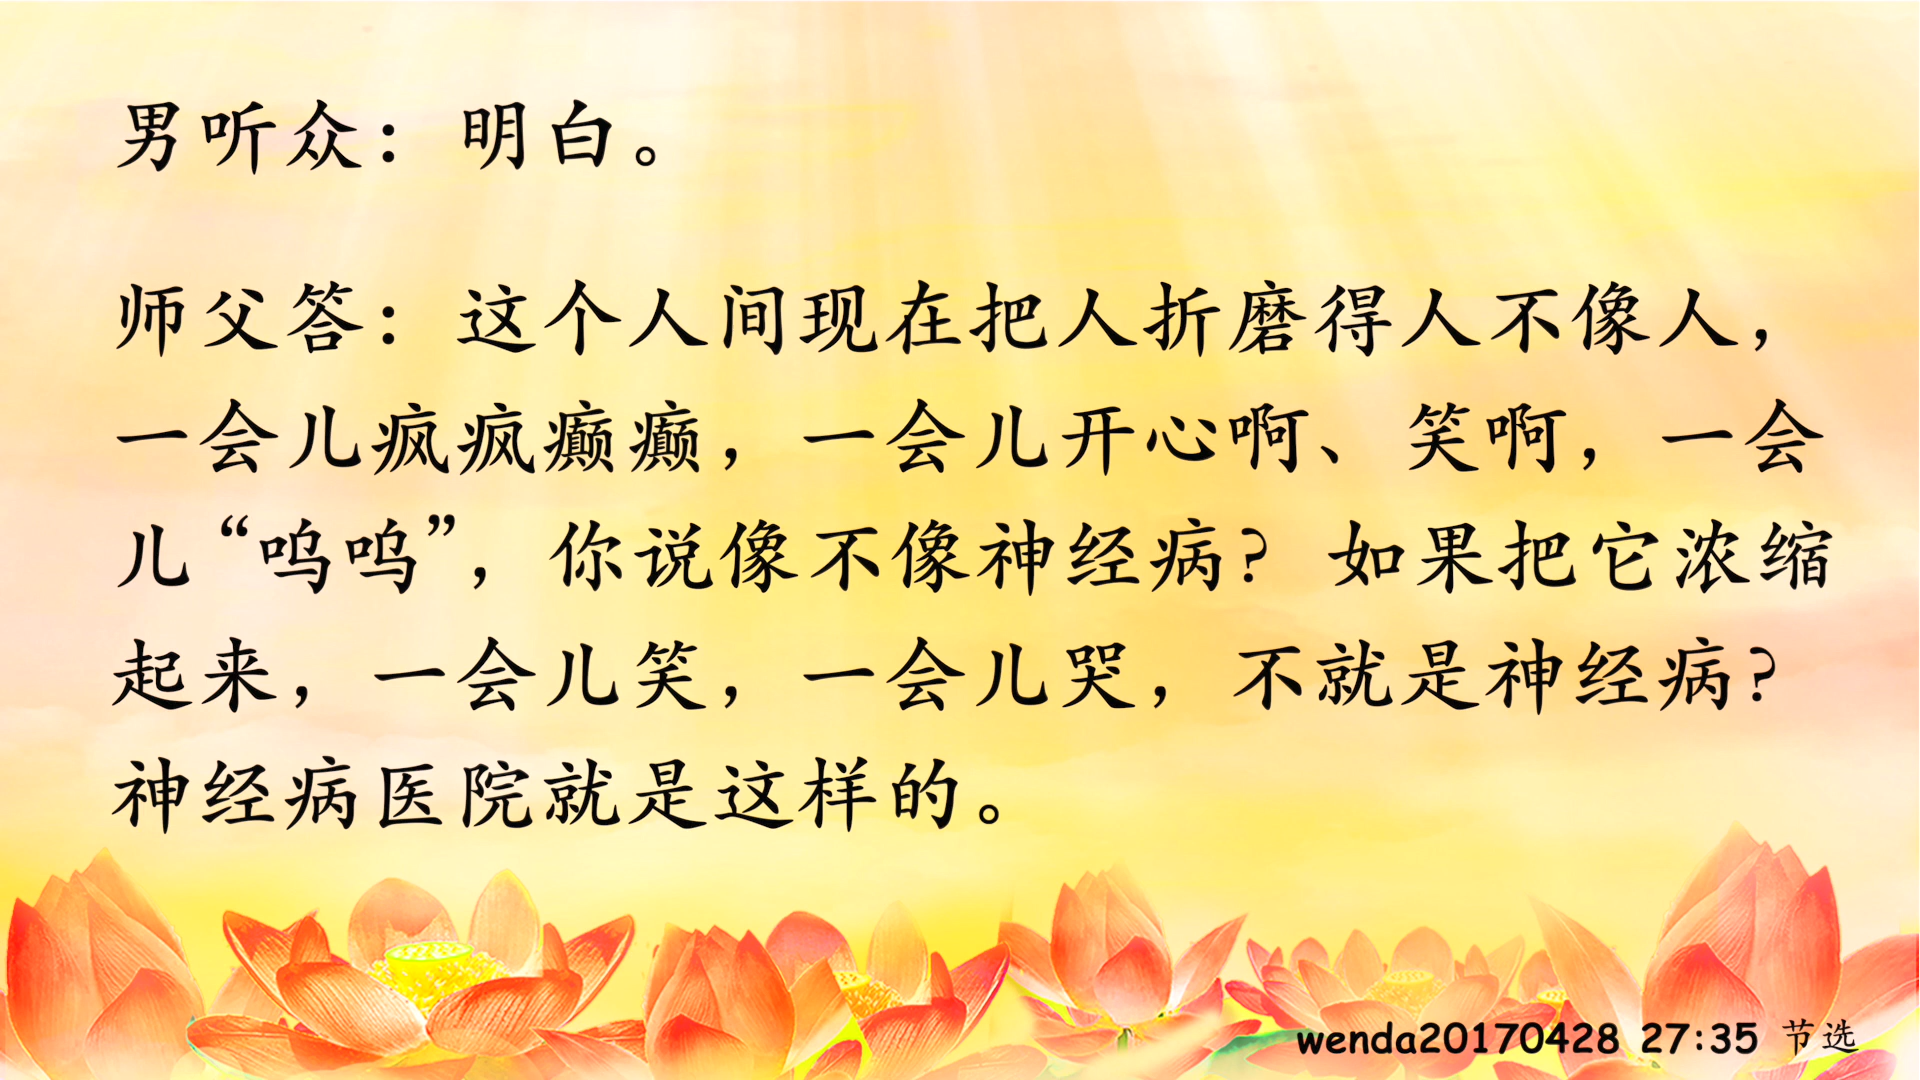 男听众：明白。
师父答：这个人间现在把人折磨得人不像人，
一会儿疯疯癫癫，一会儿开心啊、笑啊，一会
儿“呜呜”，你说像不像神经病？如果把它浓缩
起来，一会儿笑，一会儿哭，不就是神经病？
神经病医院就是这样的。
wenda20170428 27:35 节选